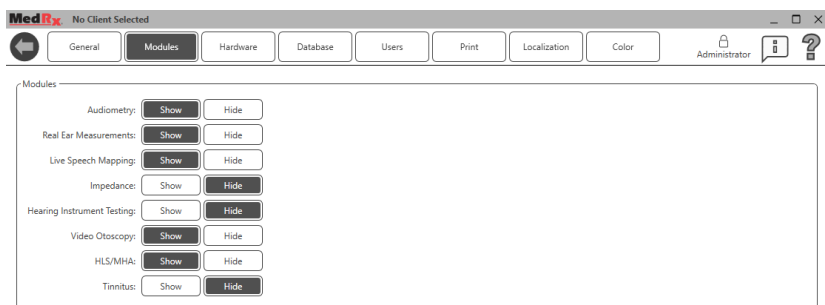 MedRx No Client Selected
General Modules Hardware Database Users Print Localization Color Administrator
Modules
Audiometry: Show Hide
Real Ear Measurements: Show Hide
Live Speech Mapping: Show Hide
Impedance: Show Hide
Hearing Instrument Testing: Show Hide
Video Otoscopy: Show Hide
HLS/MHA: Show Hide
Tinnitus: Show Hide